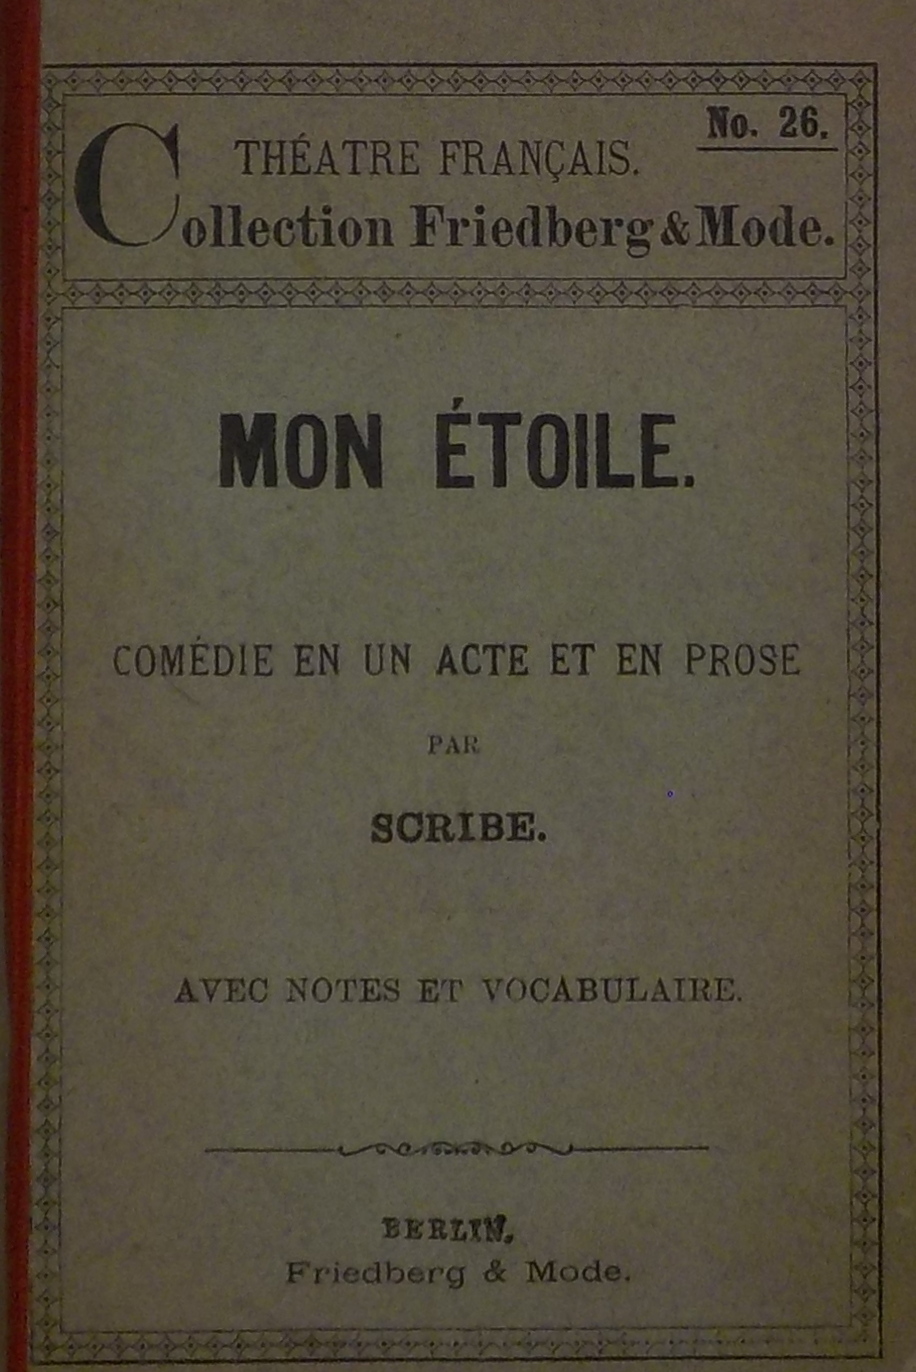 No. 26.
THÉATRE FRANÇAIS.
Collection Friedberg & Mode.
MON ÉTOILE.
COMÉDIE EN UN ACTE ET EN PROSE
PAR
SCRIBE.
AVEC NOTES ET VOCABULAIRE.
BERLIN.
Friedberg & Mode.